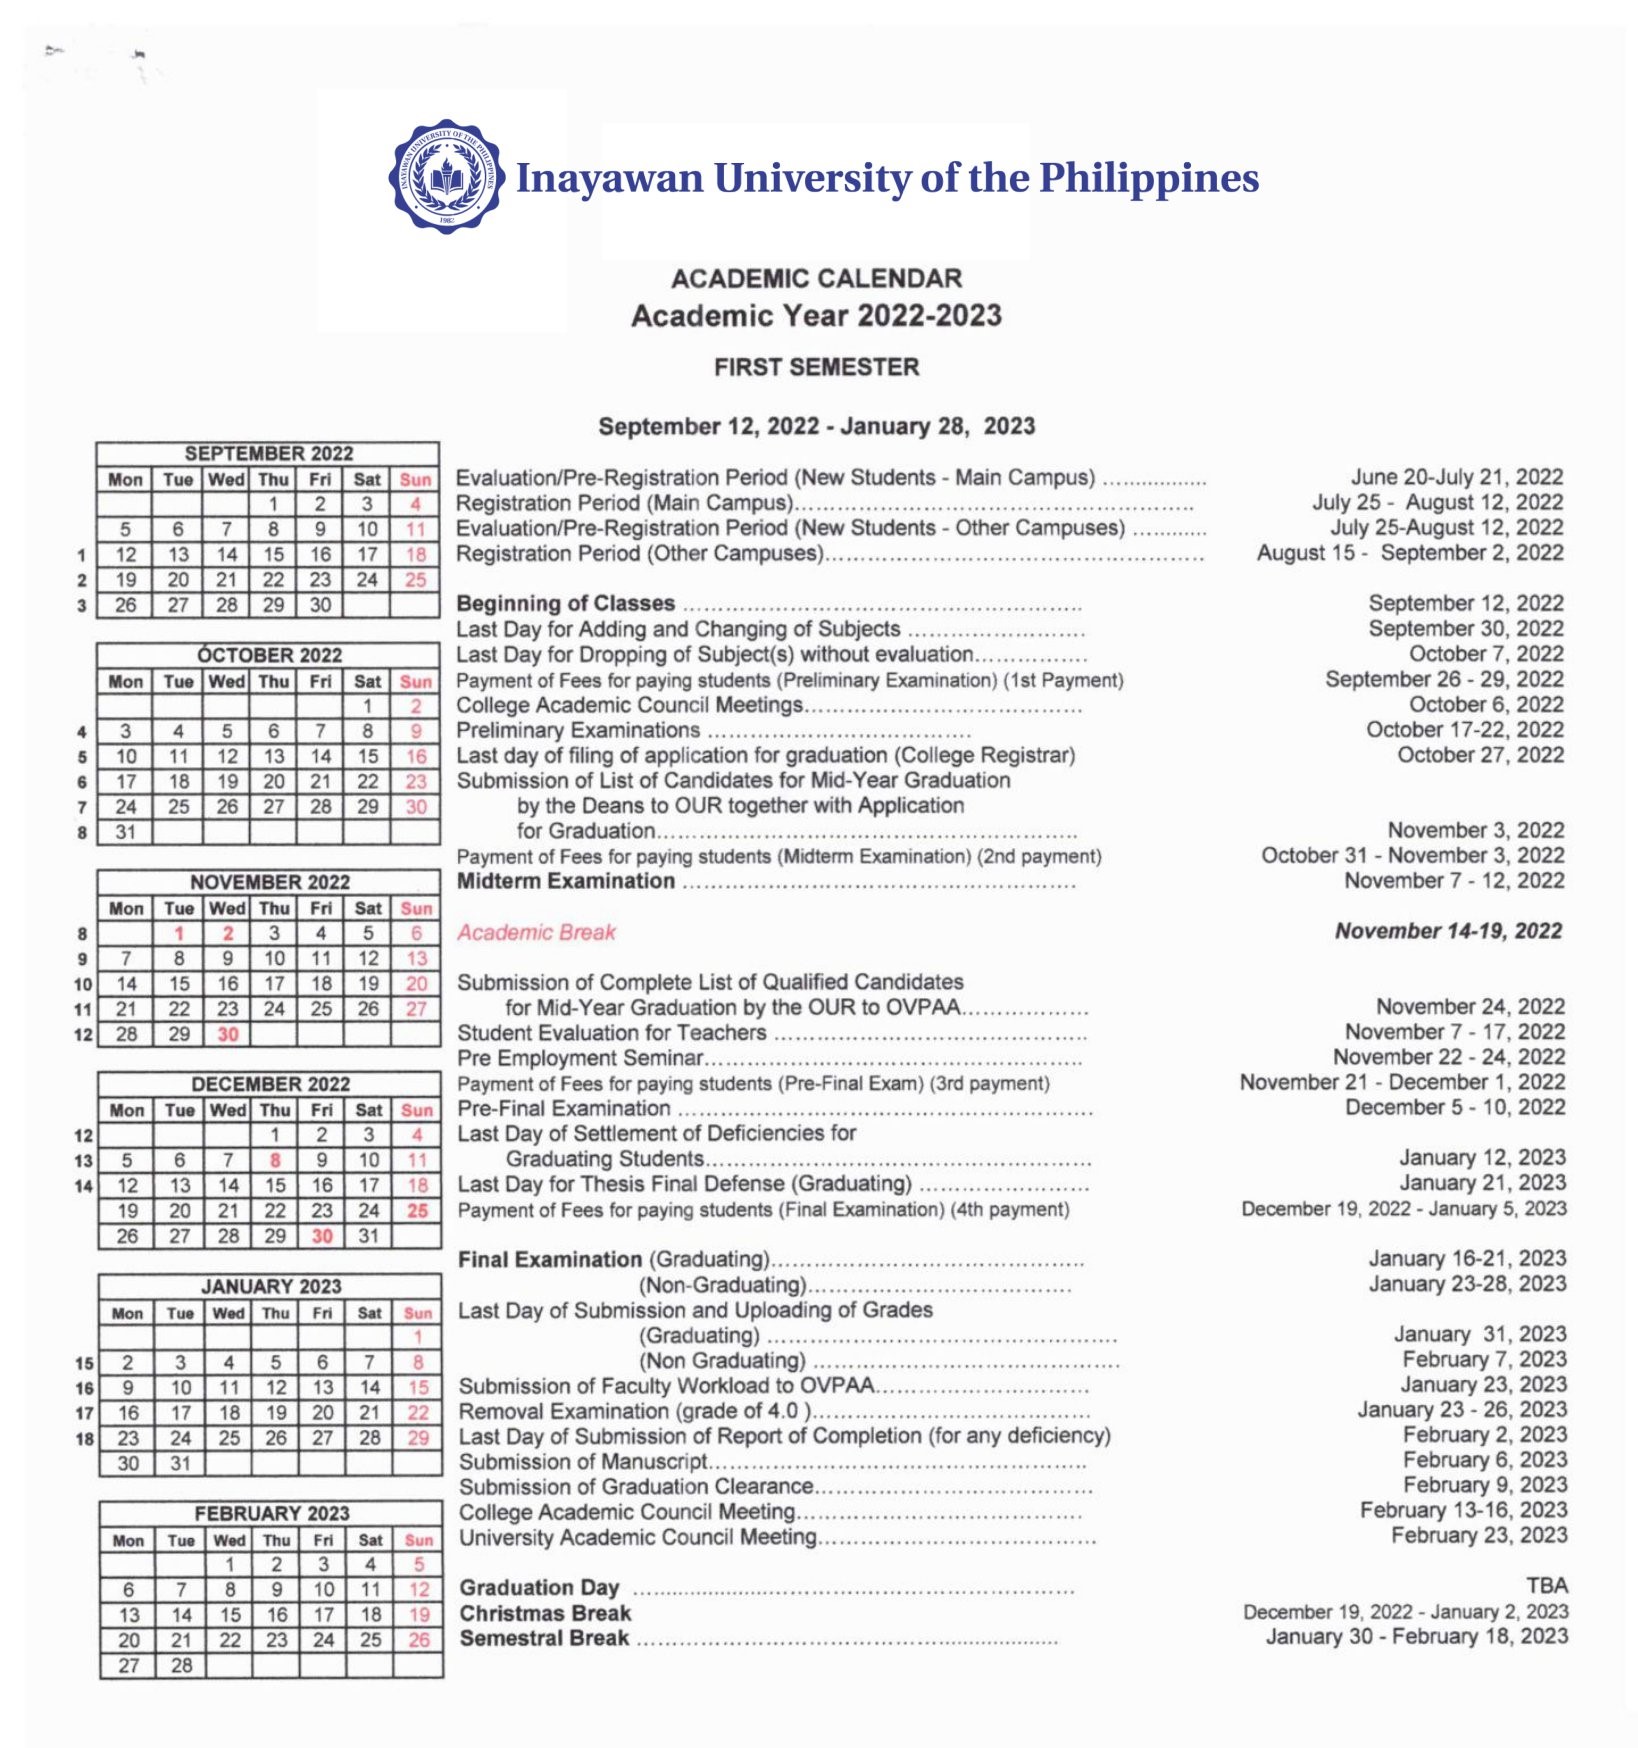 INAYAWAN UNIVERSITY OF THE PHILIPPINES
1982
Inayawan University of the Philippines
ACADEMIC CALENDAR
Academic Year 2022-2023
FIRST SEMESTER
September 12, 2022 - January 28, 2023
SEPTEMBER 2022
Mon Tue Wed Thu Fri Sat Sun
1 2 3 4
5 6 7 8 9 10 11
1 12 13 14 15 16 17 18
2 19 20 21 22 23 24 25
3 26 27 28 29 30
ÓCTOBER 2022
Mon Tue Wed Thu Fri Sat Sun
1 2
4 3 4 5 6 7 8 9
5 10 11 12 13 14 15 16
6 17 18 19 20 21 22 23
7 24 25 26 27 28 29 30
8 31
NOVEMBER 2022
Mon Tue Wed Thu Fri Sat Sun
8 1 2 3 4 5 6
9 7 8 9 10 11 12 13
10 14 15 16 17 18 19 20
11 21 22 23 24 25 26 27
12 28 29 30
DECEMBER 2022
Mon Tue Wed Thu Fri Sat Sun
12 1 2 3 4
13 5 6 7 8 9 10 11
14 12 13 14 15 16 17 18
19 20 21 22 23 24 25
26 27 28 29 30 31
JANUARY 2023
Mon Tue Wed Thu Fri Sat Sun
1
15 2 3 4 5 6 7 8
16 9 10 11 12 13 14 15
17 16 17 18 19 20 21 22
18 23 24 25 26 27 28 29
30 31
FEBRUARY 2023
Mon Tue Wed Thu Fri Sat Sun
1 2 3 4 5
6 7 8 9 10 11 12
13 14 15 16 17 18 19
20 21 22 23 24 25 26
27 28
Evaluation/Pre-Registration Period (New Students - Main Campus) ................. June 20-July 21, 2022
Registration Period (Main Campus)................. July 25 - August 12, 2022
Evaluation/Pre-Registration Period (New Students - Other Campuses) ............ July 25-August 12, 2022
Registration Period (Other Campuses)................. August 15 - September 2, 2022
Beginning of Classes ................. September 12, 2022
Last Day for Adding and Changing of Subjects ................. September 30, 2022
Last Day for Dropping of Subject(s) without evaluation................ October 7, 2022
Payment of Fees for paying students (Preliminary Examination) (1st Payment) September 26 - 29, 2022
College Academic Council Meetings................. October 6, 2022
Preliminary Examinations ................. October 17-22, 2022
Last day of filing of application for graduation (College Registrar) October 27, 2022
Submission of List of Candidates for Mid-Year Graduation
by the Deans to OUR together with Application
for Graduation................. November 3, 2022
Payment of Fees for paying students (Midterm Examination) (2nd payment) October 31 - November 3, 2022
Midterm Examination ................. November 7 - 12, 2022
Academic Break November 14-19, 2022
Submission of Complete List of Qualified Candidates
for Mid-Year Graduation by the OUR to OVPAA................. November 24, 2022
Student Evaluation for Teachers ................. November 7 - 17, 2022
Pre Employment Seminar................. November 22 - 24, 2022
Payment of Fees for paying students (Pre-Final Exam) (3rd payment) November 21 - December 1, 2022
Pre-Final Examination ................. December 5 - 10, 2022
Last Day of Settlement of Deficiencies for
Graduating Students................. January 12, 2023
Last Day for Thesis Final Defense (Graduating) ................. January 21, 2023
Payment of Fees for paying students (Final Examination) (4th payment) December 19, 2022 - January 5, 2023
Final Examination (Graduating)................. January 16-21, 2023
(Non-Graduating)................. January 23-28, 2023
Last Day of Submission and Uploading of Grades
(Graduating) ................. January 31, 2023
(Non Graduating) ................. February 7, 2023
Submission of Faculty Workload to OVPAA................. January 23, 2023
Removal Examination (grade of 4.0 )................. January 23 - 26, 2023
Last Day of Submission of Report of Completion (for any deficiency) February 2, 2023
Submission of Manuscript................. February 6, 2023
Submission of Graduation Clearance................. February 9, 2023
College Academic Council Meeting................. February 13-16, 2023
University Academic Council Meeting................. February 23, 2023
Graduation Day ................. TBA
Christmas Break December 19, 2022 - January 2, 2023
Semestral Break ................. January 30 - February 18, 2023